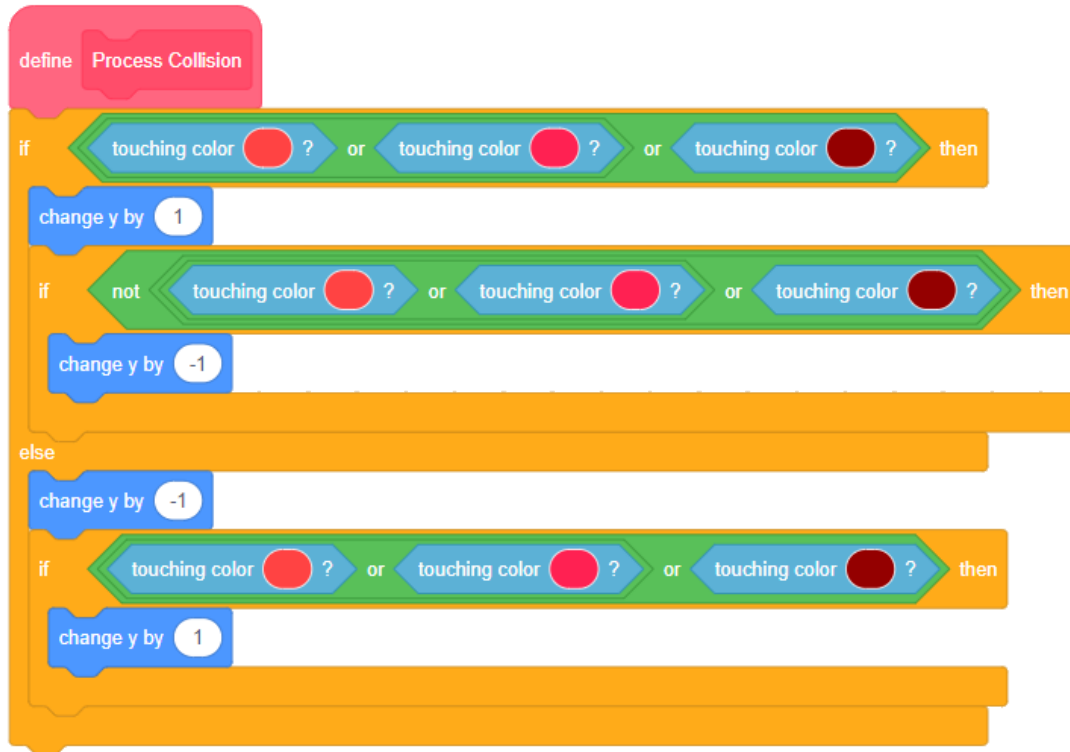 define Process Collision
if touching color ? or touching color ? or touching color ? then
change y by 1
if not touching color ? or touching color ? or touching color ? then
change y by -1
else
change y by -1
if touching color ? or touching color ? or touching color ? then
change y by 1